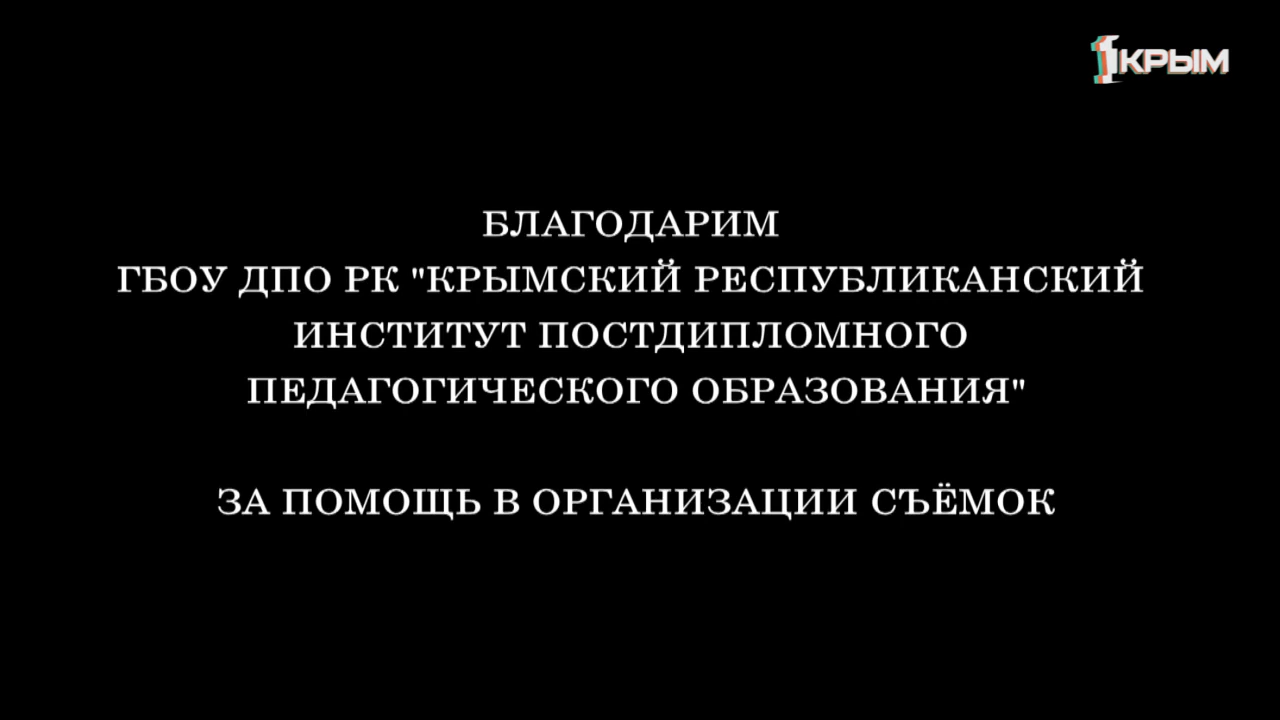 1КРЫМ
БЛАГОДАРИМ
ГБОУ ДПО РК "КРЫМСКИЙ РЕСПУБЛИКАНСКИЙ
ИНСТИТУТ ПОСТДИПЛОМНОГО
ПЕДАГОГИЧЕСКОГО ОБРАЗОВАНИЯ"
ЗА ПОМОЩЬ В ОРГАНИЗАЦИИ СЪЁМОК